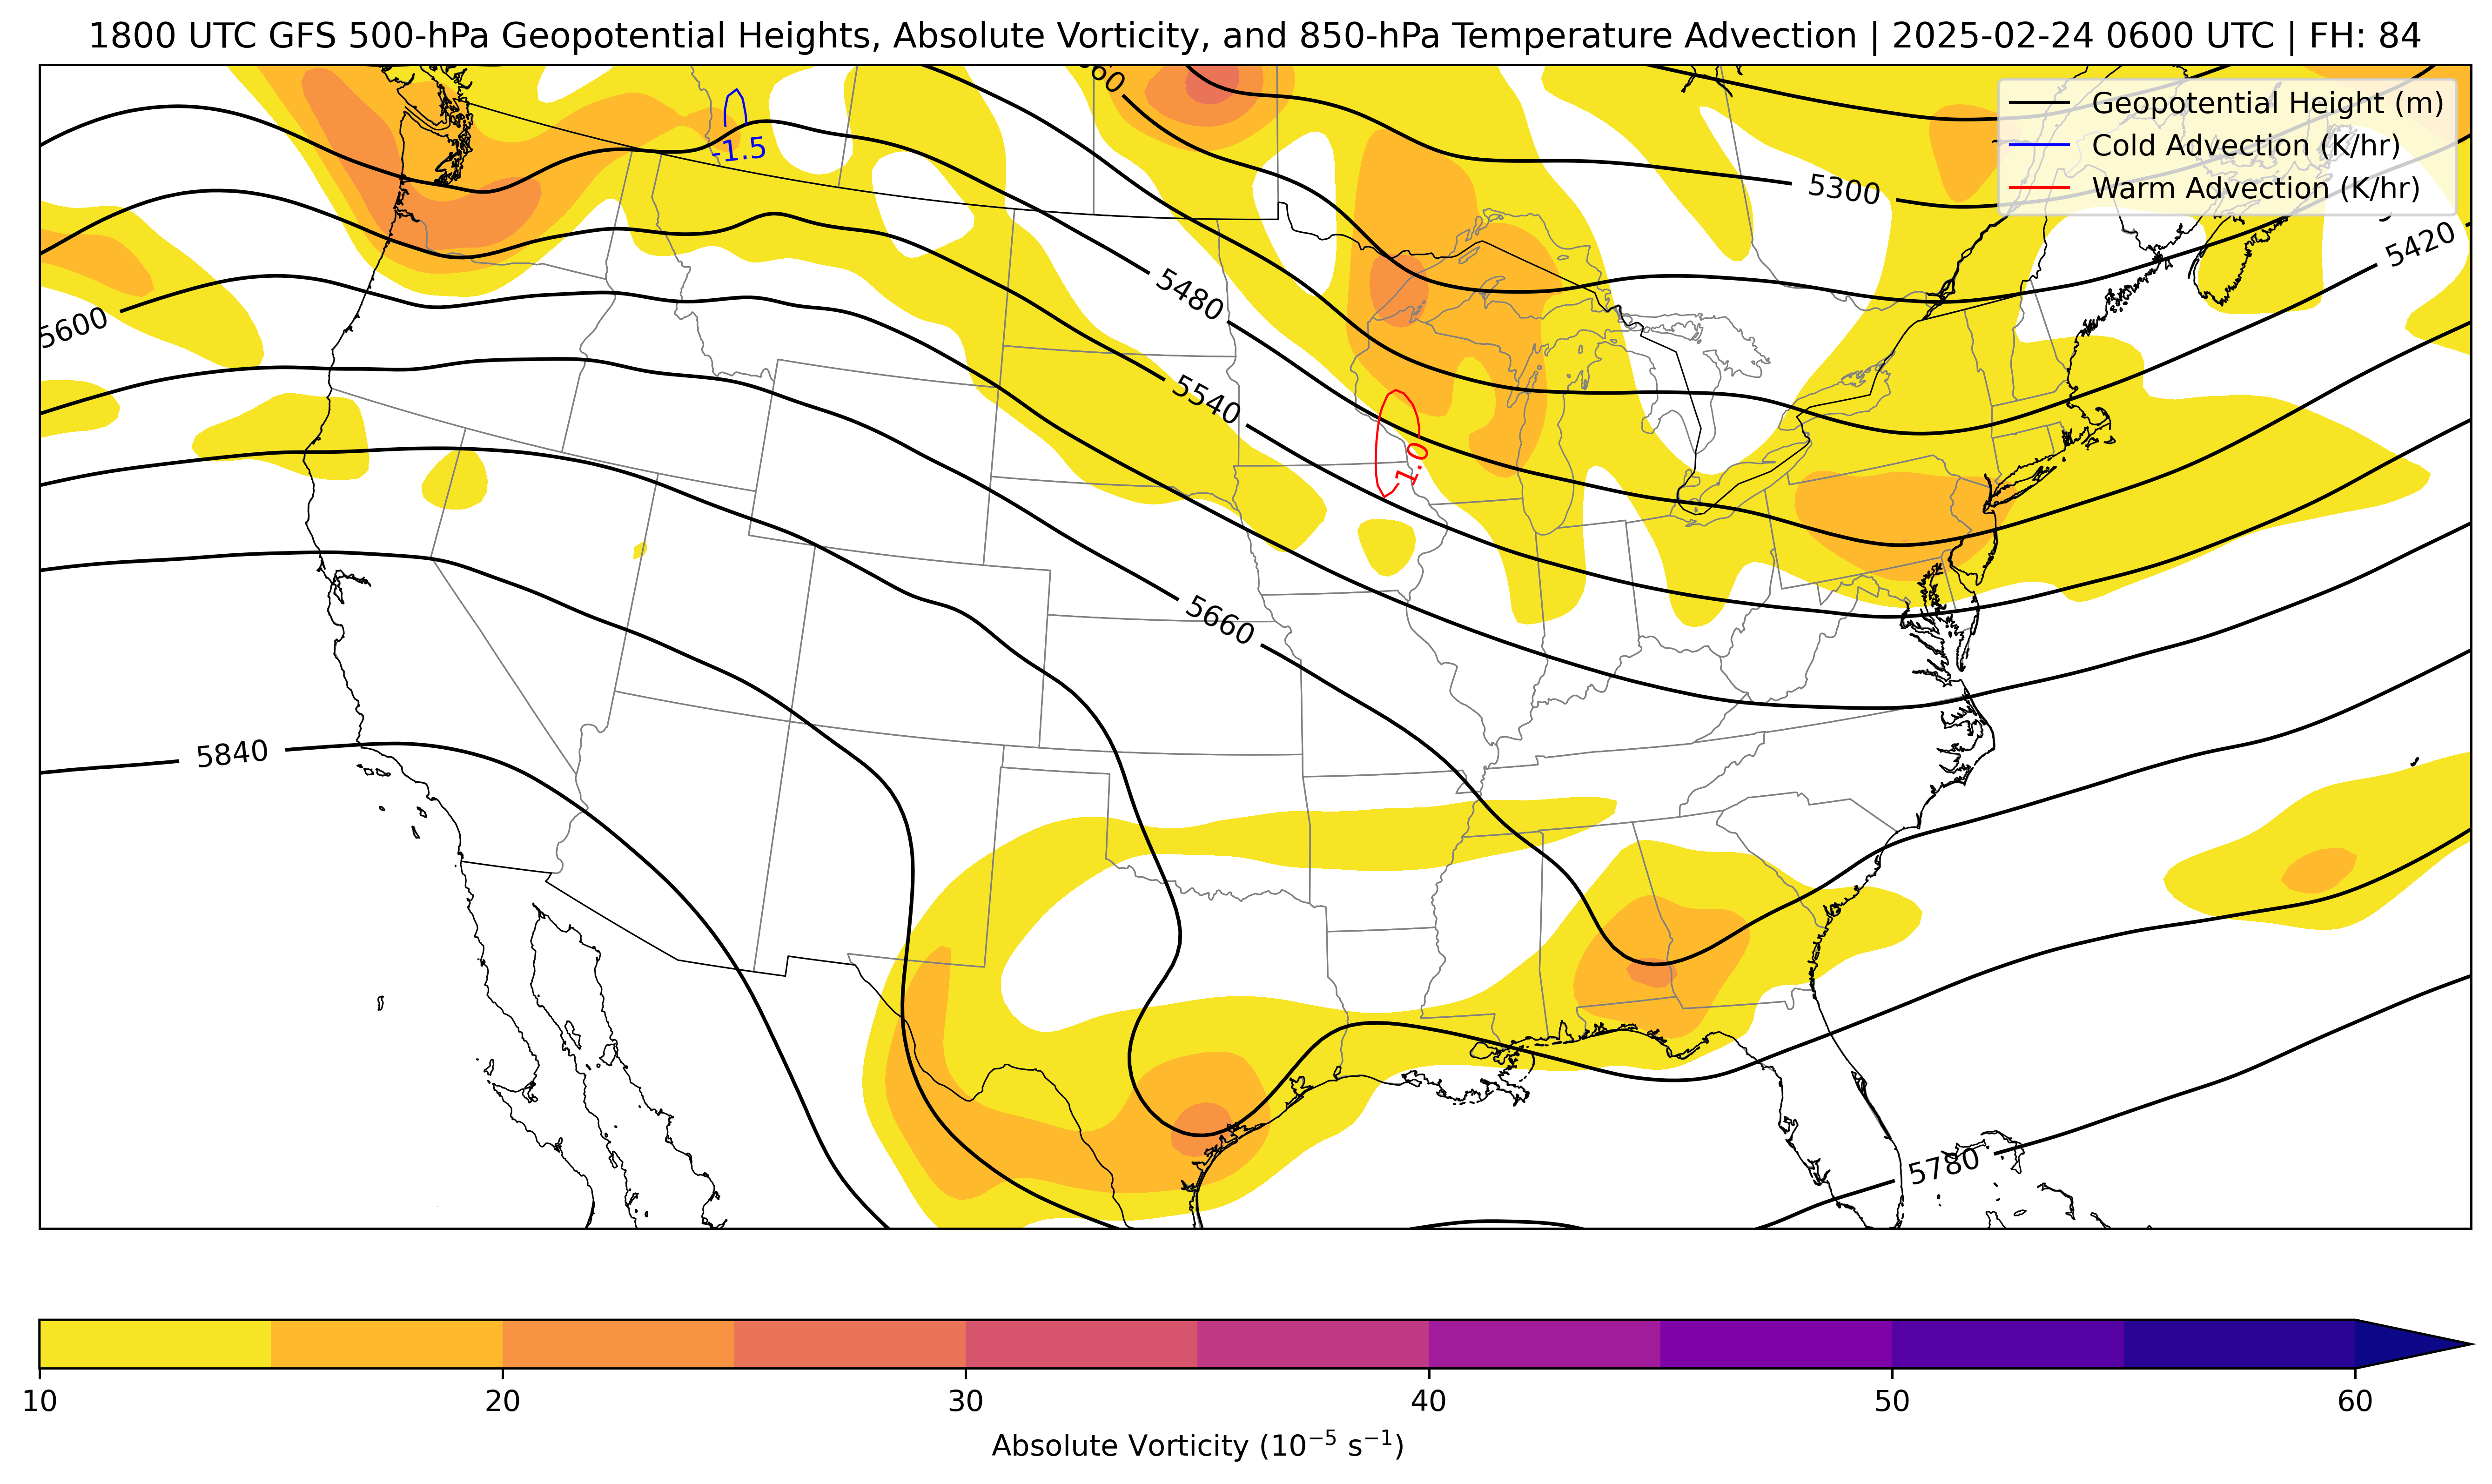 1800 UTC GFS 500-hPa Geopotential Heights, Absolute Vorticity, and 850-hPa Temperature Advection | 2025-02-24 0600 UTC | FH: 84
Geopotential Height (m)
Cold Advection (K/hr)
Warm Advection (K/hr)
-1.5
5300
5420
5480
5600
5540
-1.0
5660
5840
5780
10 20 30 40 50 60
Absolute Vorticity (10⁻⁵ s⁻¹)